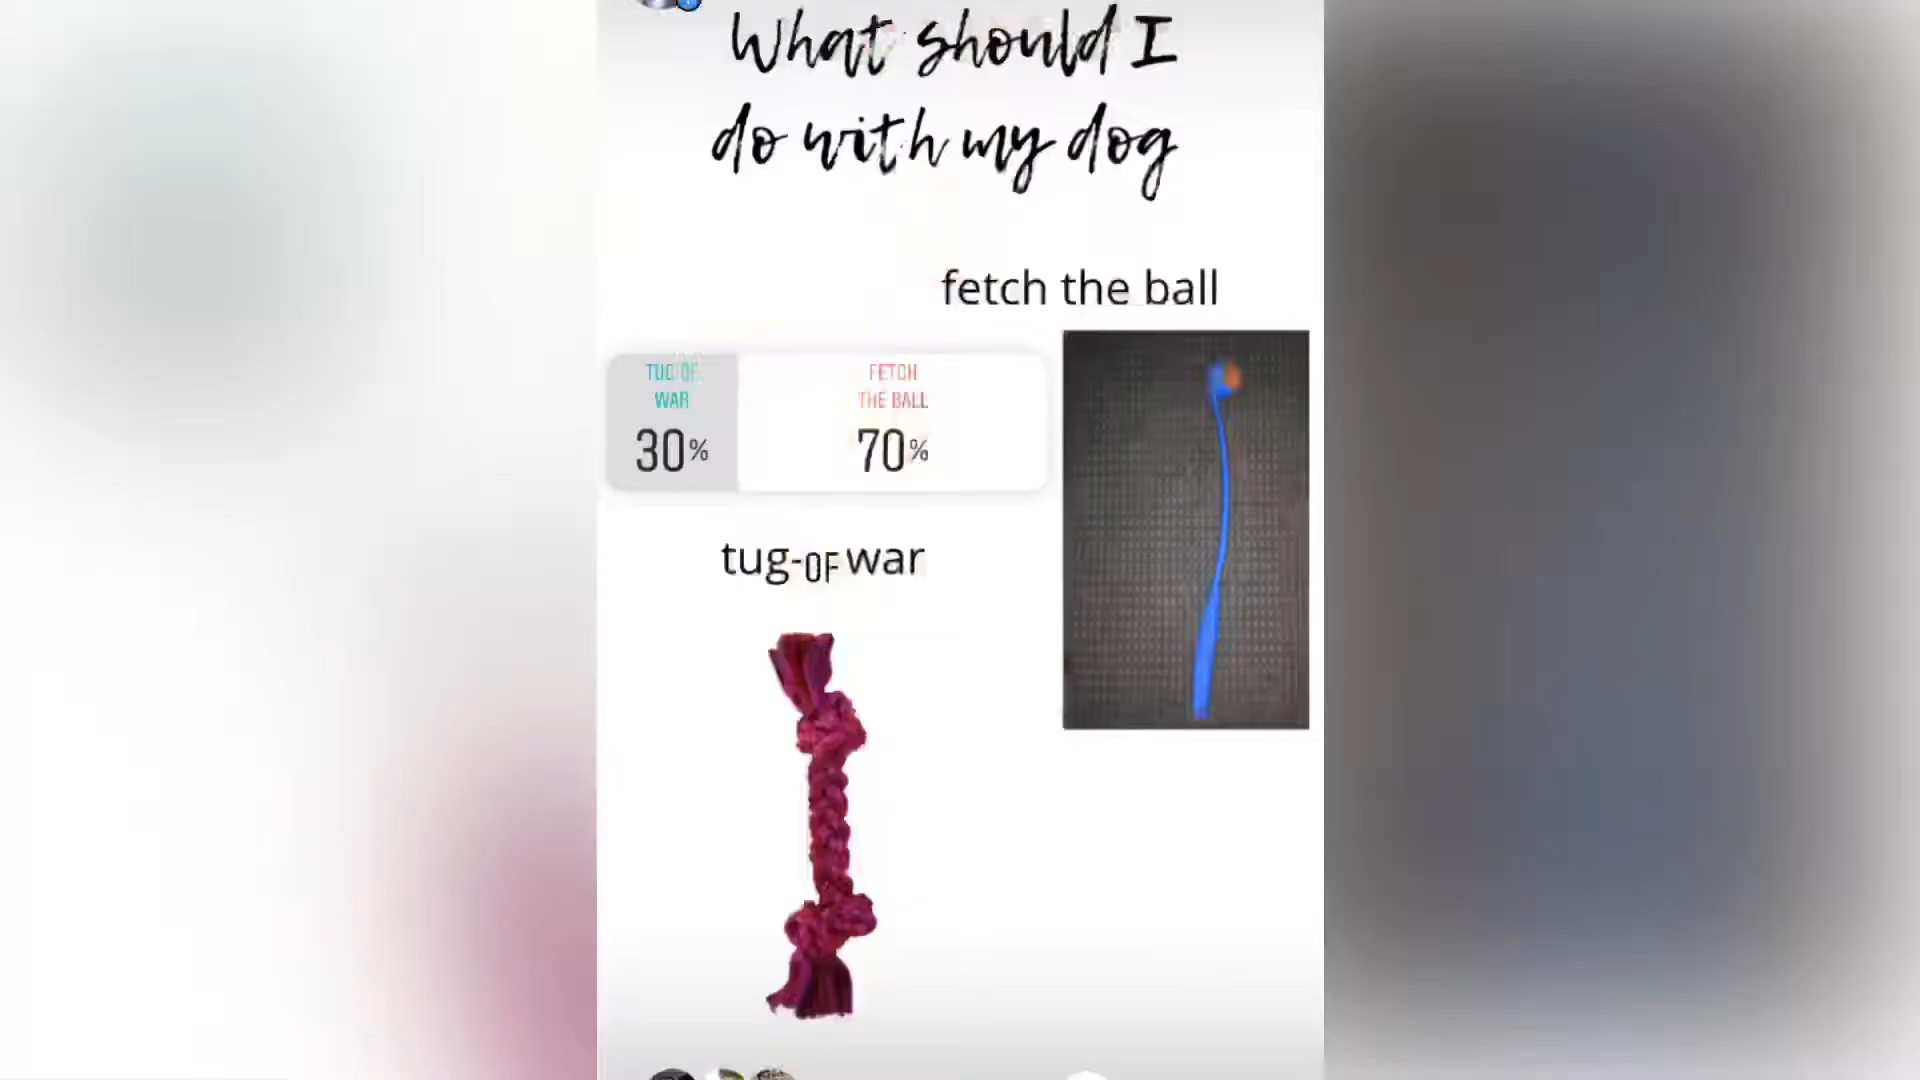 What should I
do with my dog
fetch the ball
TUG-OF
WAR
30%
FETCH
THE BALL
70%
tug-OF war